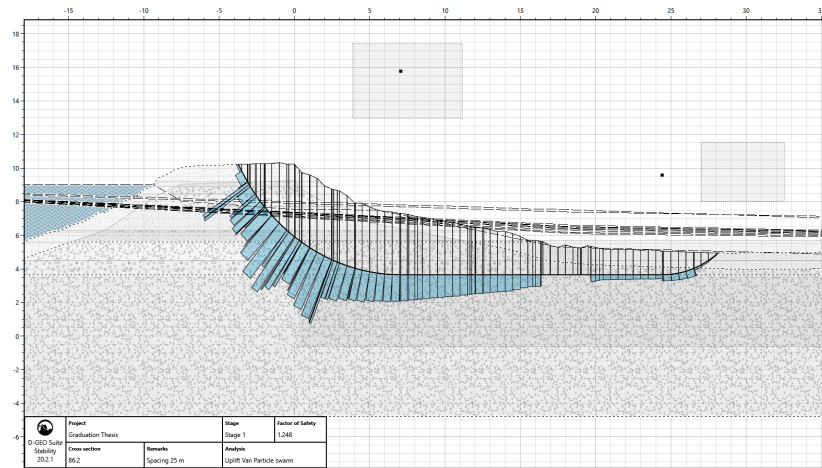 -15 -10 -5 0 5 10 15 20 25 30
18
16
14
12
10
8
6
4
2
0
-2
-4
-6
D-GEO Suite
Stability
20.2.1
Project
Graduation Thesis
Stage
Stage 1
Factor of Safety
1.248
Cross section
86.2
Remarks
Spacing 25 m
Analysis
Uplift Van Particle swarm